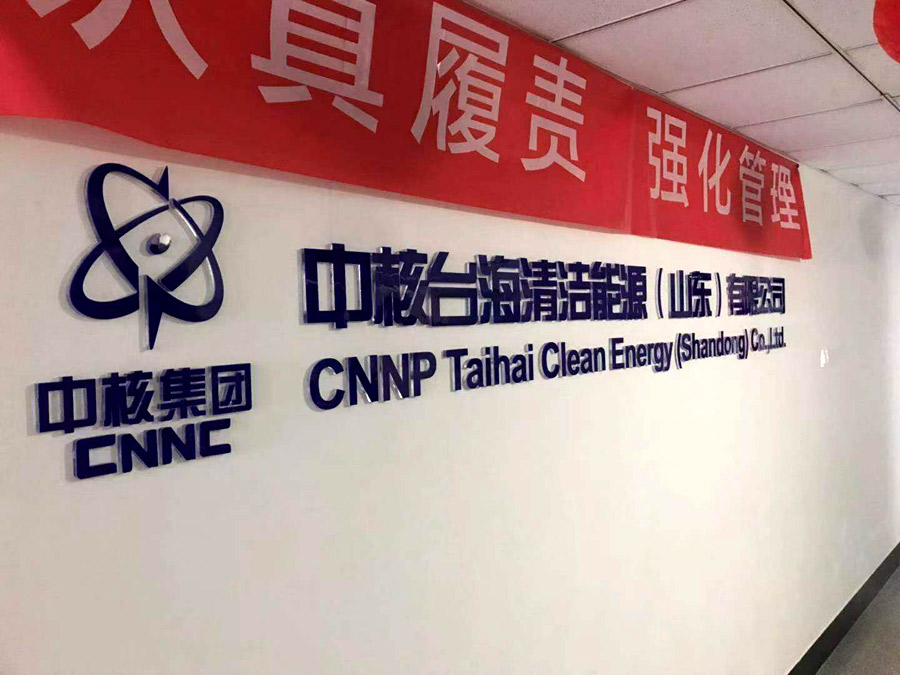 履责 强化管理
中核台海清洁能源（山东）有限公司
CNNP Taihai Clean Energy (Shandong) Co.,Ltd.
中核集团
CNNC